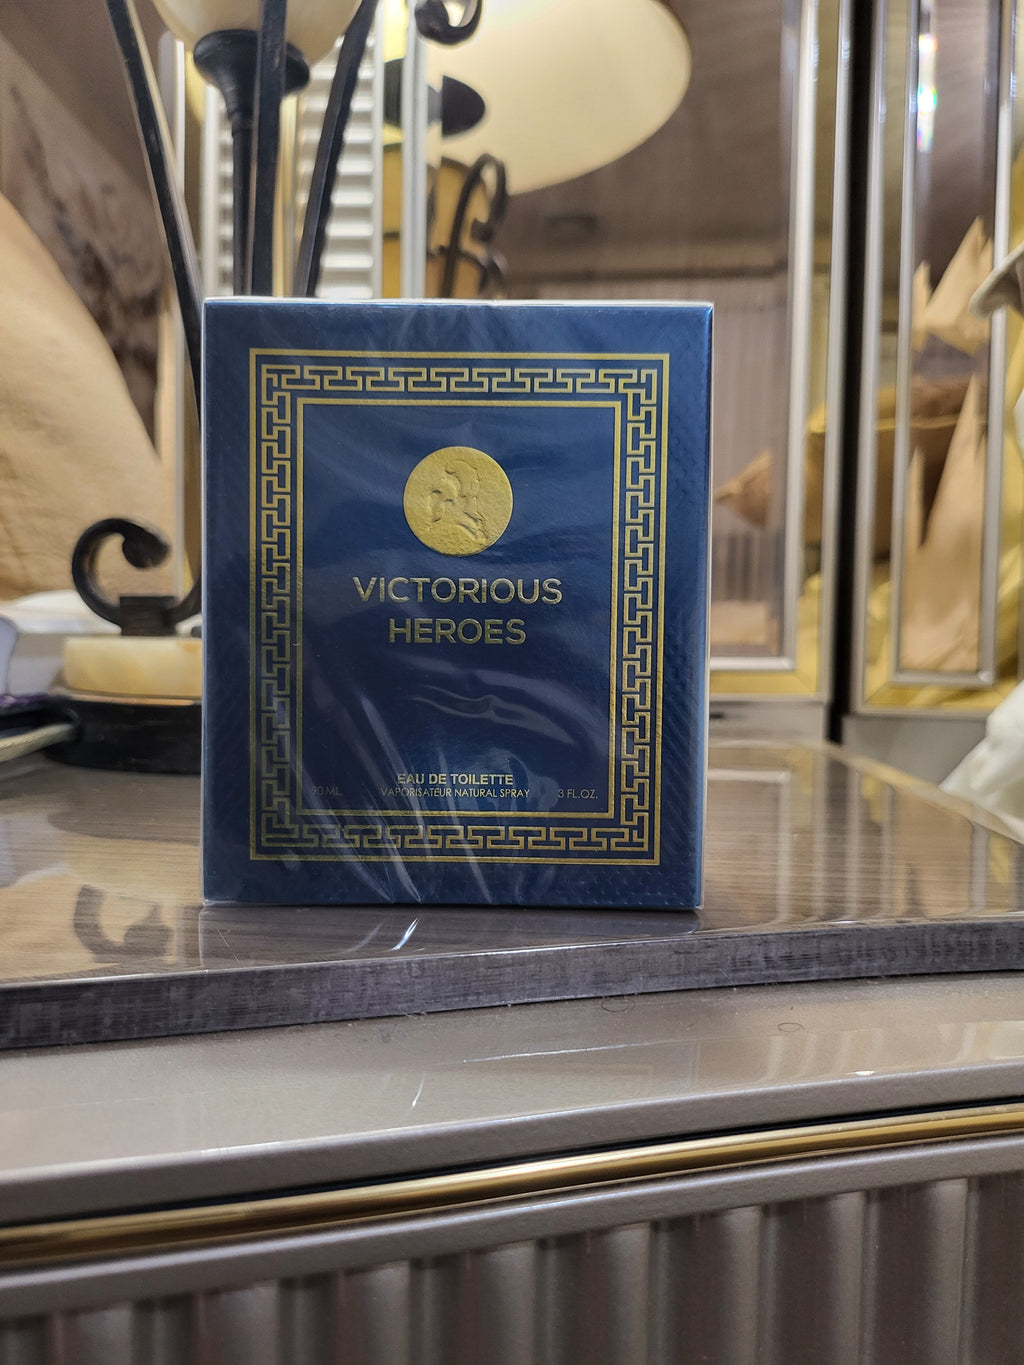 VICTORIOUS
HEROES
EAU DE TOILETTE
90 ML. VAPORISATEUR NATURAL SPRAY 3 FL.OZ.